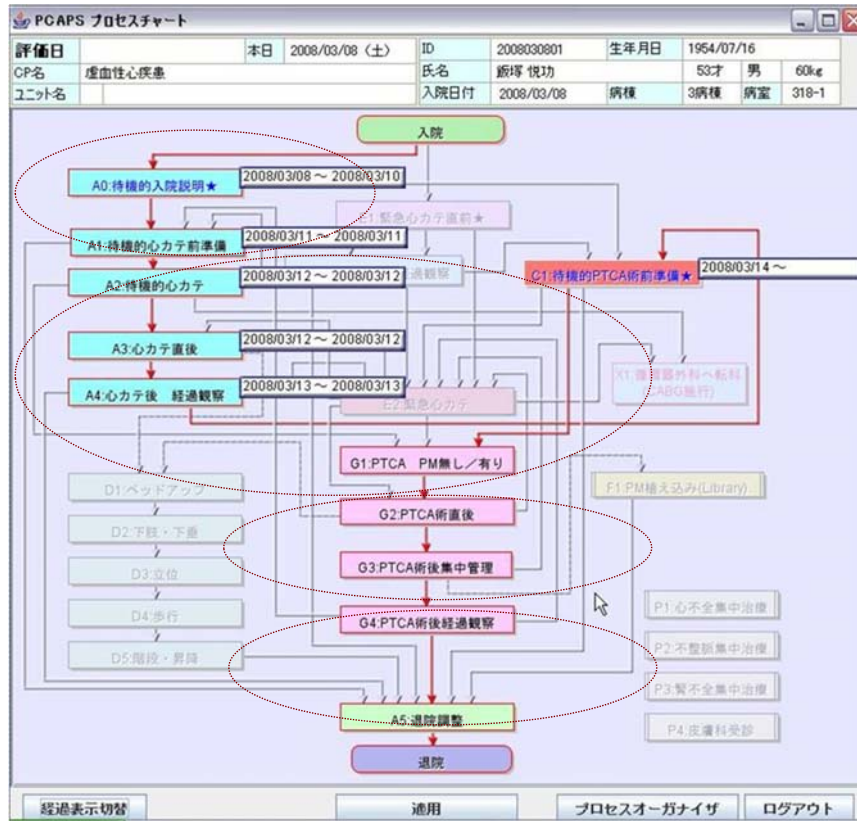 PCAPS プロセスチャート
評価日 本日 2008/03/08 (土) ID 2008030801 生年月日 1954/07/16
CP名 虚血性心疾患 氏名 飯塚 悦功 53才 男 60kg
ユニット名 入院日付 2008/03/08 病棟 3病棟 病室 318-1
入院
A0:待機的入院説明★ 2008/03/08 ～ 2008/03/10
E1:緊急心カテ直前★
A1:待機的心カテ前準備 2008/03/11 ～ 2008/03/11
過観察
C1:待機的PTCA術前準備★ 2008/03/14 ～
A2:待機的心カテ 2008/03/12 ～ 2008/03/12
A3:心カテ直後 2008/03/12 ～ 2008/03/12
A4:心カテ後 経過観察 2008/03/13 ～ 2008/03/13
X1:循環器外科へ転科
(CABG施行)
E2:緊急心カテ
G1:PTCA PM無し／有り
D1:ベッドアップ
F1:PM植え込み(Library)
G2:PTCA術直後
D2:下肢・下垂
G3:PTCA術後集中管理
D3:立位
P1:心不全集中治療
D4:歩行
G4:PTCA術後経過観察
P2:不整脈集中治療
D5:階段・昇降
P3:腎不全集中治療
A5:退院調整
P4:皮膚科受診
退院
経過表示切替 適用 プロセスオーガナイザ ログアウト